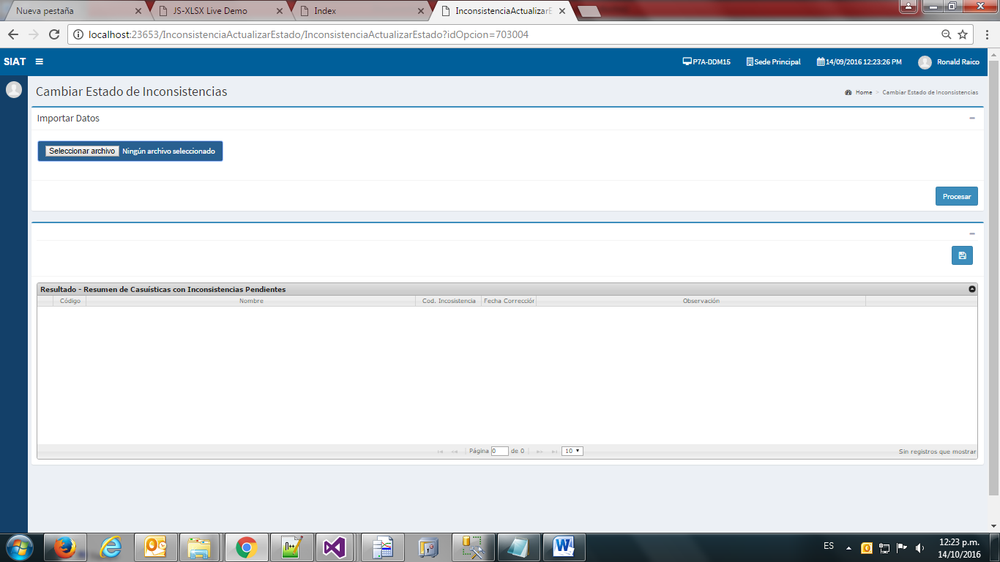 Nueva pestaña
JS-XLSX Live Demo
Index
InconsistenciaActualizarE
localhost:23653/InconsistenciaActualizarEstado/InconsistenciaActualizarEstado?idOpcion=703004
SIAT
P7A-DDM15
Sede Principal
14/09/2016 12:23:26 PM
Ronald Raico
Cambiar Estado de Inconsistencias
Home > Cambiar Estado de Inconsistencias
Importar Datos
Seleccionar archivo Ningún archivo seleccionado
Procesar
Resultado - Resumen de Casuísticas con Inconsistencias Pendientes
Código Nombre Cod. Incosistencia Fecha Corrección Observación
Página 0 de 0 10
Sin registros que mostrar
ES
12:23 p.m.
14/10/2016